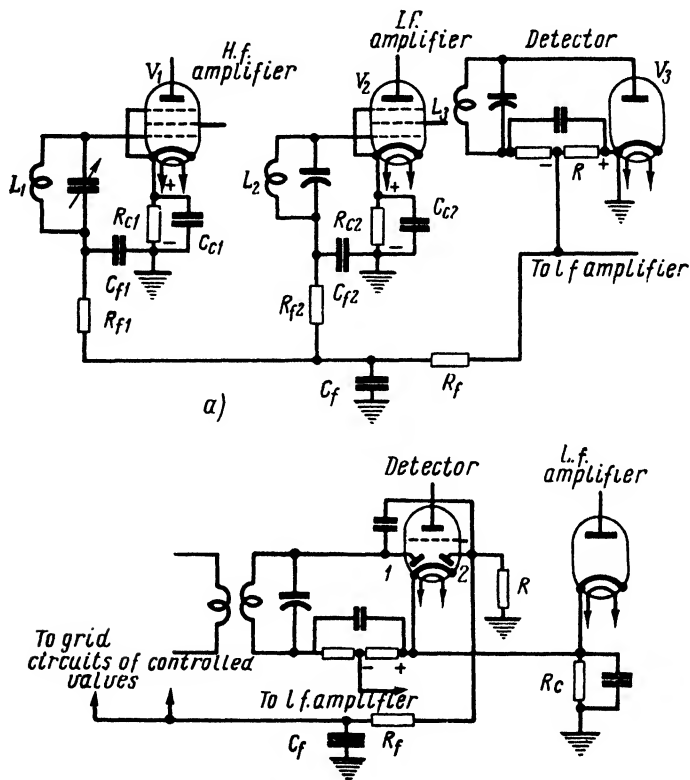 H.f.
amplifier
V1
I.f.
amplifier
V2
Detector
V3
L1
L2
L3
+
Rc1
−
Cc1
Cf1
Rf1
+
Rc2
−
Cc2
Cf2
Rf2
−
R
+
To l f amplifier
Cf
Rf
a)
Detector
L.f.
amplifier
1
2
R
−
+
To grid
circuits of controlled
valves
To l f. amplifier
Cf
Rf
Rc